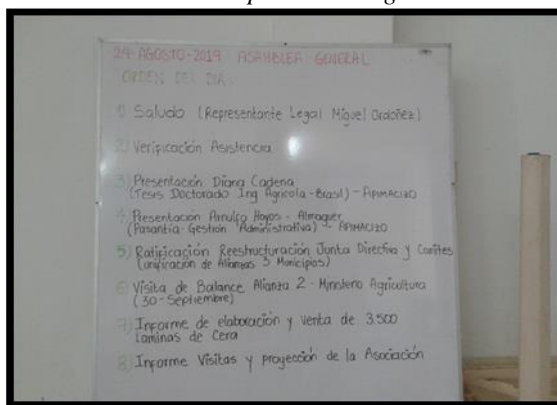 24-AGOSTO-2019 ASAMBLEA GENERAL
ORDEN DEL DIA.
1) Saludo (Representante Legal Miguel Ordoñez)
2) Verificación Asistencia
3) Presentación Diana Cadena
(Tesis Doctorado Ing Agricola - Brasil) - APIMACIZO
4) Presentación Arnulfo Hoyos - Almaguer
(Pasantia - Gestión Administrativa) - APIMACIZO
5) Ratificación Reestructuración Junta Directiva y Comites
(unificación de Alianzas 3 Municipios)
6) Visita de Balance Alianza 2 - Ministerio Agricultura
(30 - Septiembre)
7) Informe de elaboración y venta de 3.500
Laminas de Cera
8) Informe Visitas y proyección de la Asociación